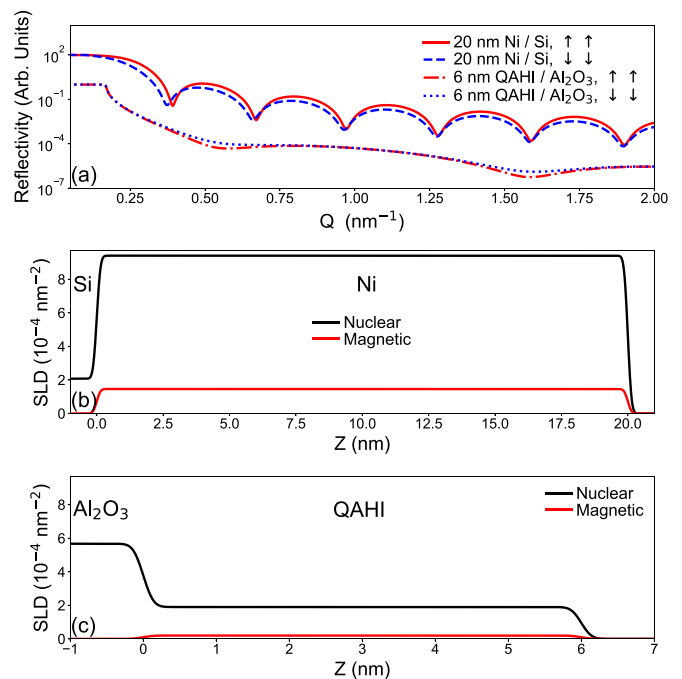 Reflectivity (Arb. Units)
10²
10⁻¹
10⁻⁴
10⁻⁷
20 nm Ni / Si, ↑ ↑
20 nm Ni / Si, ↓ ↓
6 nm QAHI / Al₂O₃, ↑ ↑
6 nm QAHI / Al₂O₃, ↓ ↓
(a)
0.25 0.50 0.75 1.00 1.25 1.50 1.75 2.00
Q (nm⁻¹)
SLD (10⁻⁴ nm⁻²)
8
6
4
2
0
Si
Ni
Nuclear
Magnetic
(b)
0.0 2.5 5.0 7.5 10.0 12.5 15.0 17.5 20.0
Z (nm)
SLD (10⁻⁴ nm⁻²)
8
6
4
2
0
Al₂O₃
QAHI
Nuclear
Magnetic
(c)
−1 0 1 2 3 4 5 6 7
Z (nm)